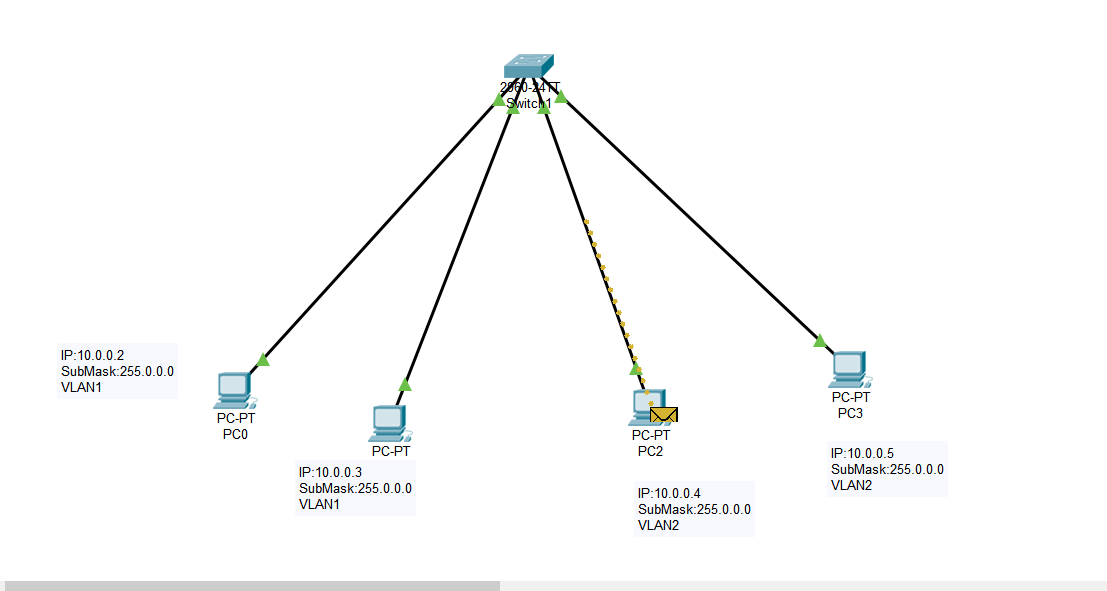 2960-24TT
Switch1
IP:10.0.0.2
SubMask:255.0.0.0
VLAN1
PC-PT
PC0
PC-PT
IP:10.0.0.3
SubMask:255.0.0.0
VLAN1
PC-PT
PC2
IP:10.0.0.4
SubMask:255.0.0.0
VLAN2
PC-PT
PC3
IP:10.0.0.5
SubMask:255.0.0.0
VLAN2